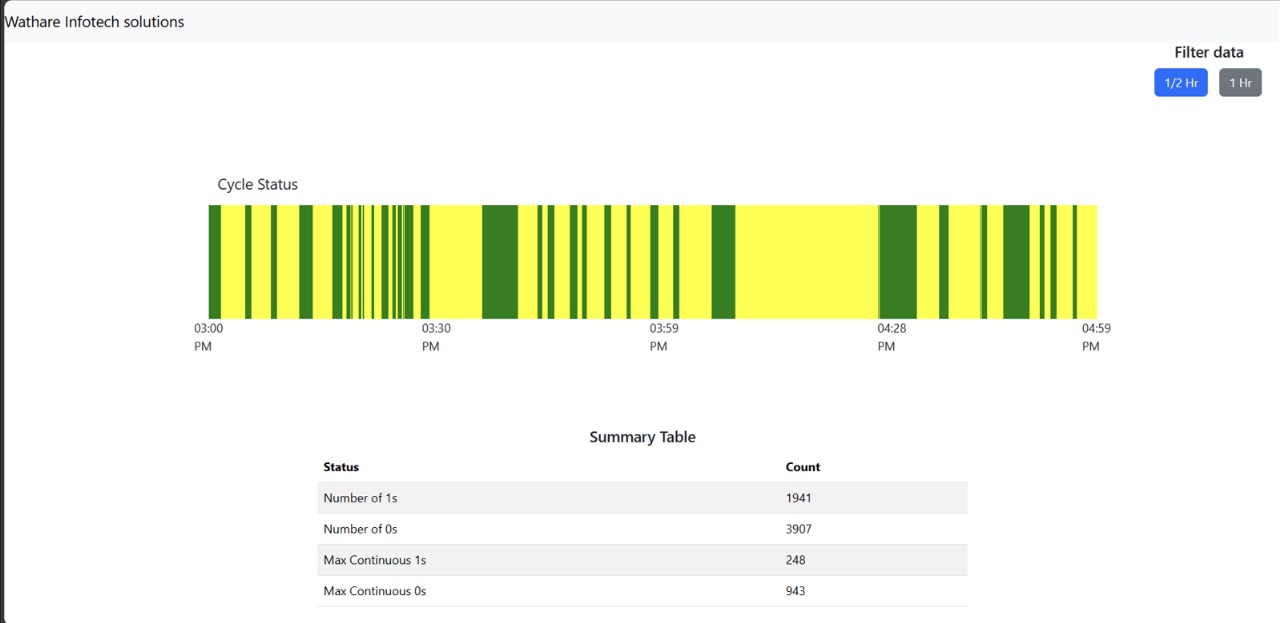 Wathare Infotech solutions
Filter data
1/2 Hr 1 Hr
Cycle Status
03:00 PM
03:30 PM
03:59 PM
04:28 PM
04:59 PM
Summary Table
Status Count
Number of 1s 1941
Number of 0s 3907
Max Continuous 1s 248
Max Continuous 0s 943